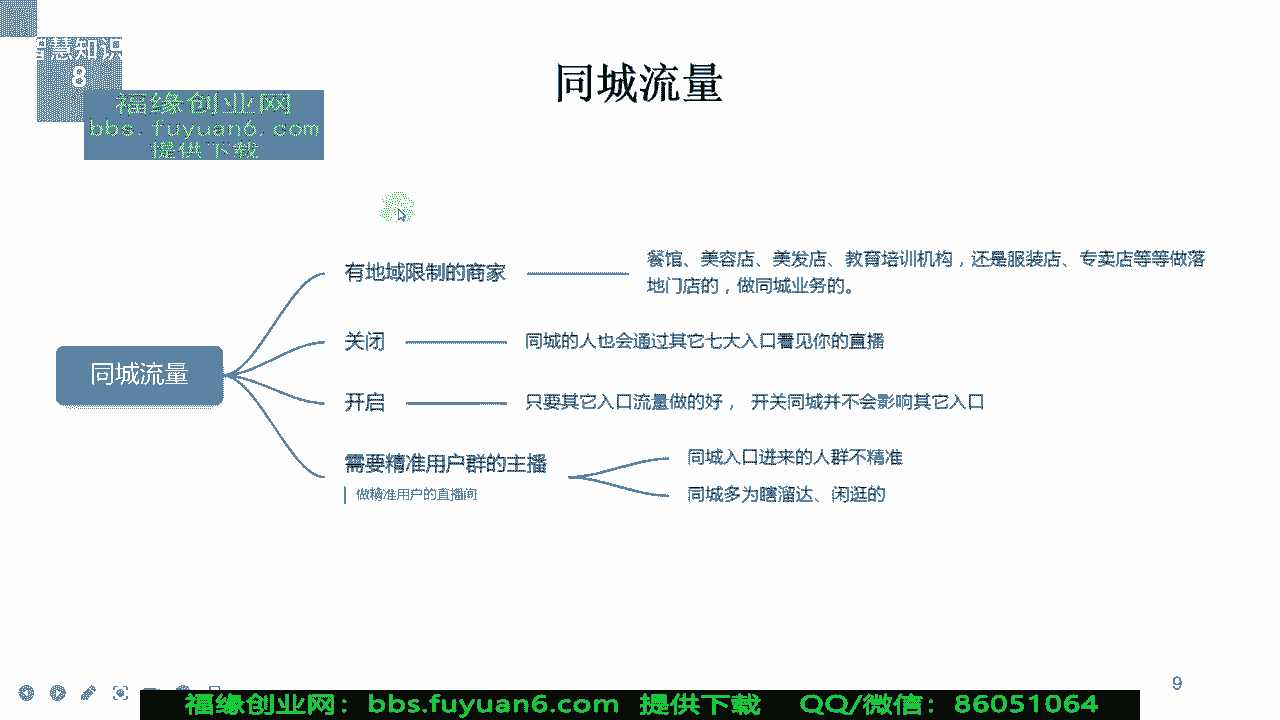 智慧知识
8
福缘创业网
bbs.fuyuan6.com
提供下载
同城流量
有地域限制的商家
餐馆、美容店、美发店、教育培训机构，还是服装店、专卖店等等做落
地门店的，做同城业务的。
关闭
同城的人也会通过其它七大入口看见你的直播
同城流量
开启
只要其它入口流量做的好， 开关同城并不会影响其它入口
需要精准用户群的主播
做精准用户的直播间
同城入口进来的人群不精准
同城多为瞎溜达、闲逛的
9
福缘创业网：bbs.fuyuan6.com 提供下载 QQ/微信：86051064